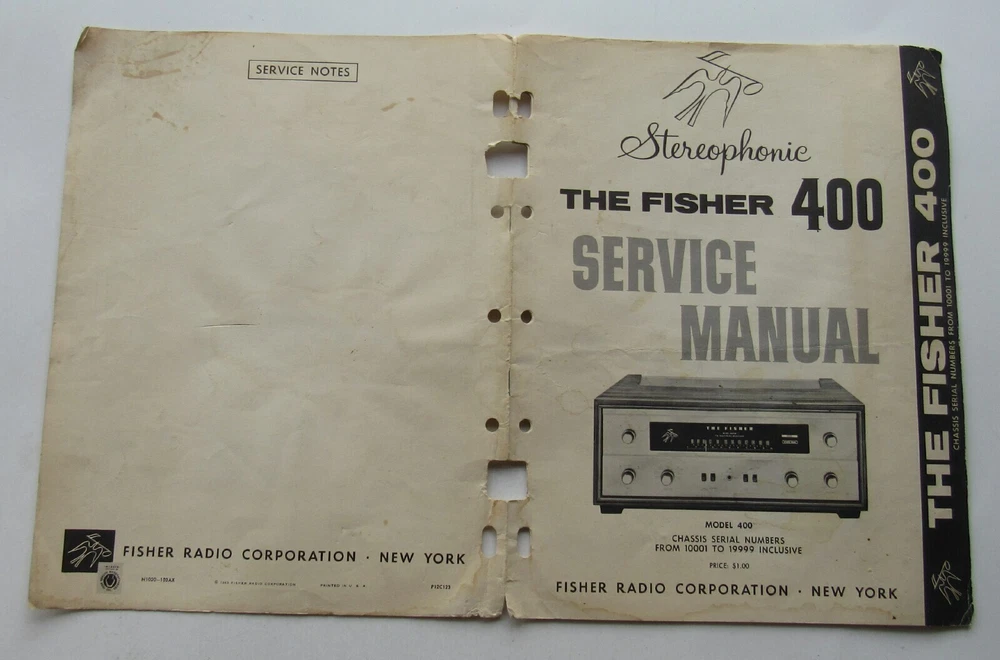 SERVICE NOTES
FISHER RADIO CORPORATION · NEW YORK
PRINTED IN U. S. A.
Stereophonic
THE FISHER 400
SERVICE
MANUAL
THE FISHER
MODEL 400
CHASSIS SERIAL NUMBERS
FROM 10001 TO 19999 INCLUSIVE
PRICE: $1.00
FISHER RADIO CORPORATION · NEW YORK
THE FISHER 400
CHASSIS SERIAL NUMBERS FROM 10001 TO 19999 INCLUSIVE